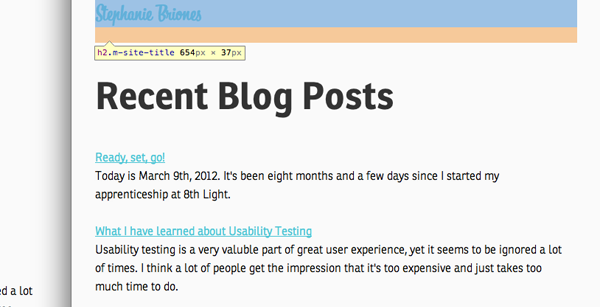 Stephanie Briones
h2.m-site-title 654px × 37px
Recent Blog Posts
Ready, set, go!
Today is March 9th, 2012. It's been eight months and a few days since I started my
apprenticeship at 8th Light.
What I have learned about Usability Testing
Usability testing is a very valuble part of great user experience, yet it seems to be ignored a lot
of times. I think a lot of people get the impression that it's too expensive and just takes too
much time to do.
a lot